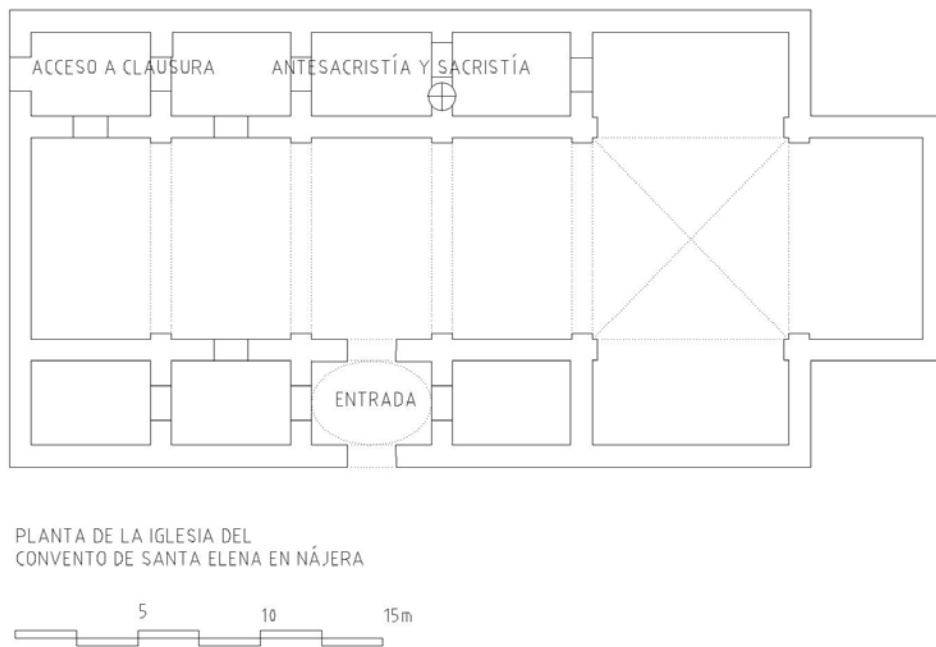 ACCESO A CLAUSURA
ANTESACRISTÍA Y SACRISTÍA
ENTRADA
PLANTA DE LA IGLESIA DEL
CONVENTO DE SANTA ELENA EN NÁJERA
5 10 15m